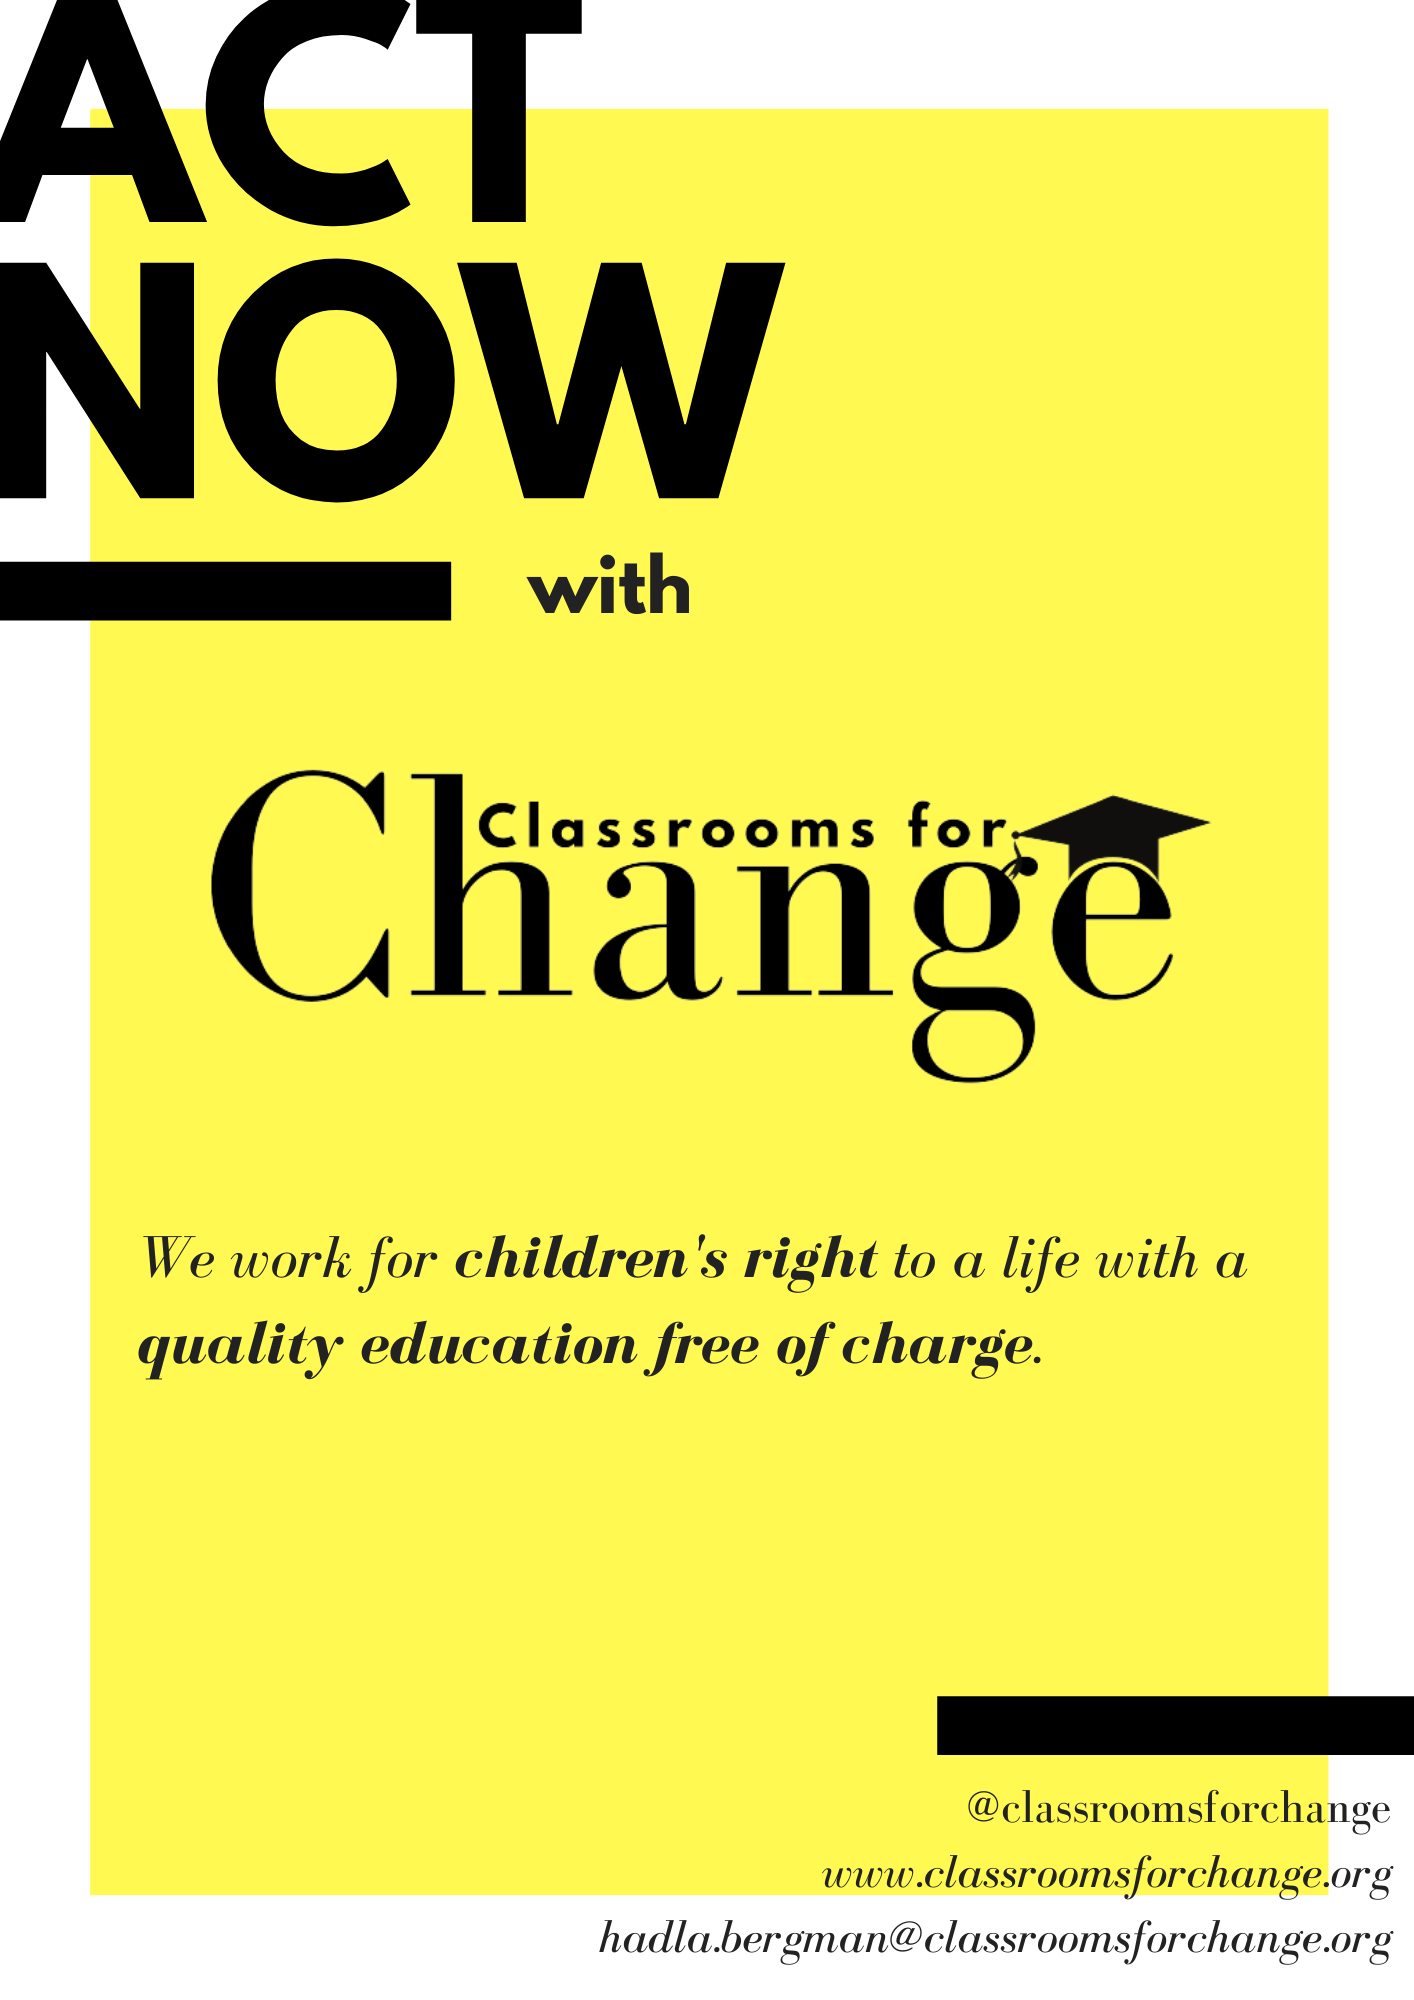 ACT
NOW
with
Classrooms for
Change
We work for children's right to a life with a
quality education free of charge.
@classroomsforchange
www.classroomsforchange.org
hadla.bergman@classroomsforchange.org